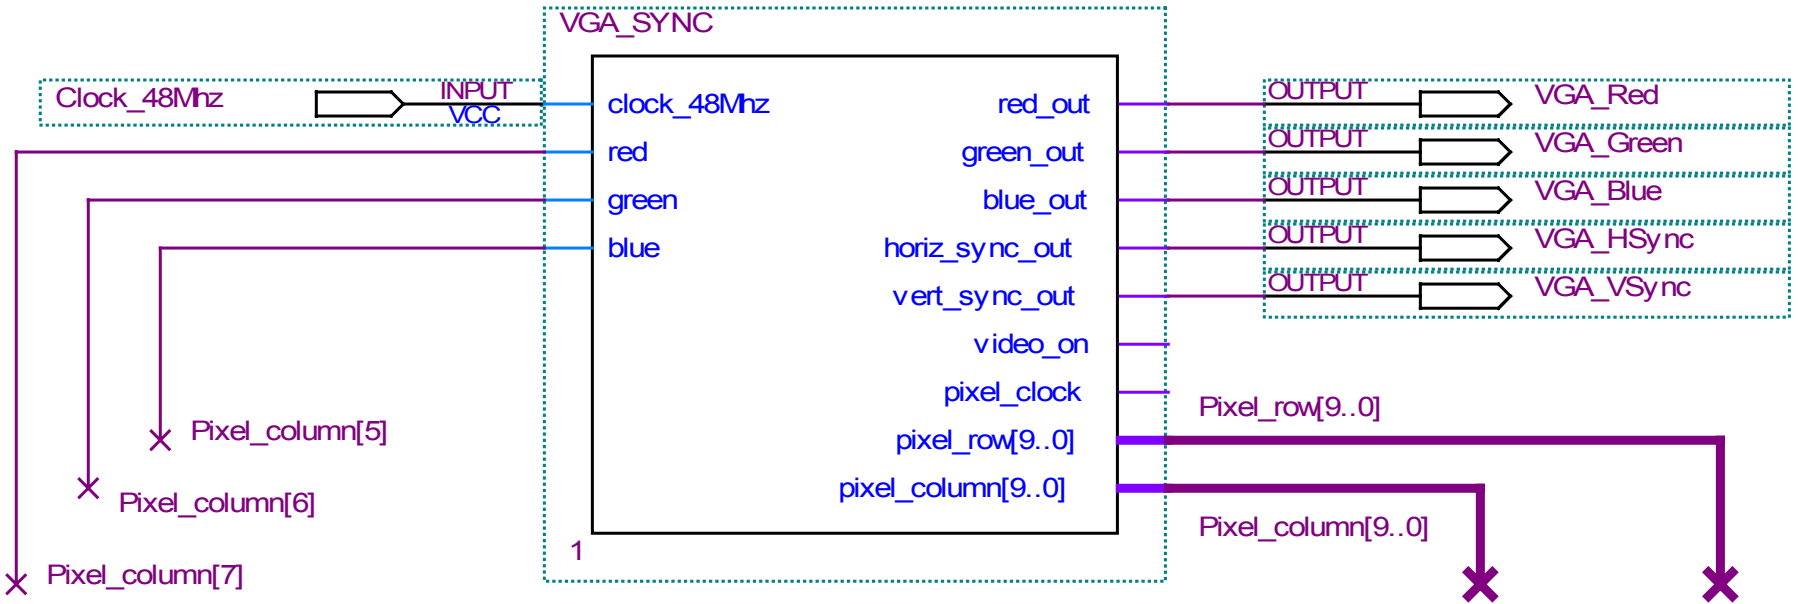 VGA_SYNC
Clock_48Mhz
INPUT
VCC
clock_48Mhz
red
green
blue
red_out
green_out
blue_out
horiz_sync_out
vert_sync_out
video_on
pixel_clock
pixel_row[9..0]
pixel_column[9..0]
OUTPUT
VGA_Red
OUTPUT
VGA_Green
OUTPUT
VGA_Blue
OUTPUT
VGA_HSync
OUTPUT
VGA_VSync
Pixel_row[9..0]
Pixel_column[9..0]
Pixel_column[5]
Pixel_column[6]
Pixel_column[7]
1